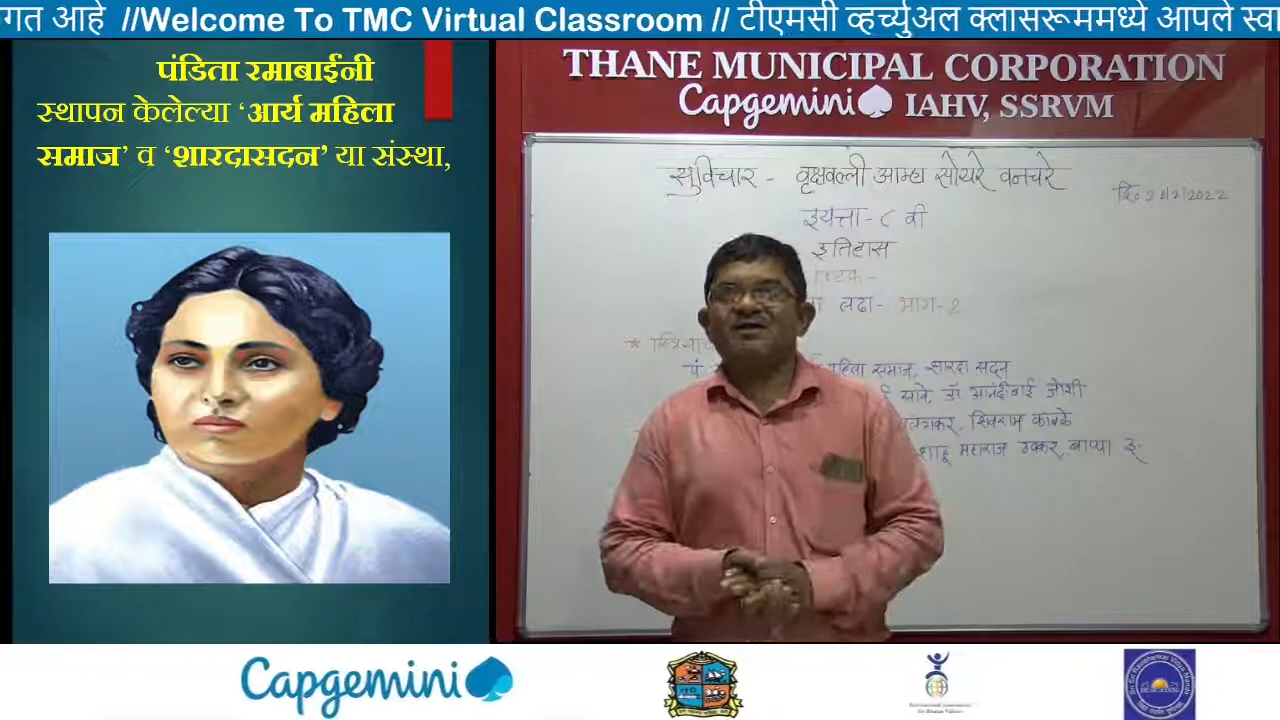 गत आहे //Welcome To TMC Virtual Classroom // टीएमसी व्हर्च्युअल क्लासरूममध्ये आपले स्वा
पंडिता रमाबाईंनी
स्थापन केलेल्या ‘आर्य महिला
समाज’ व ‘शारदासदन’ या संस्था,
THANE MUNICIPAL CORPORATION
Capgemini IAHV, SSRVM
सुविचार - वृक्षवल्ली आम्ह सोयरे वनचरे
इयत्ता - ८ वी
इतिहास
लढा - भाग - २
पं महिला समाज, शारदा सदन
सावे, डॉ आनंदीबाई जोशी
शिवराम कांबळे
शाहू महाराज ठक्कर बाप्पा इ.
Capgemini